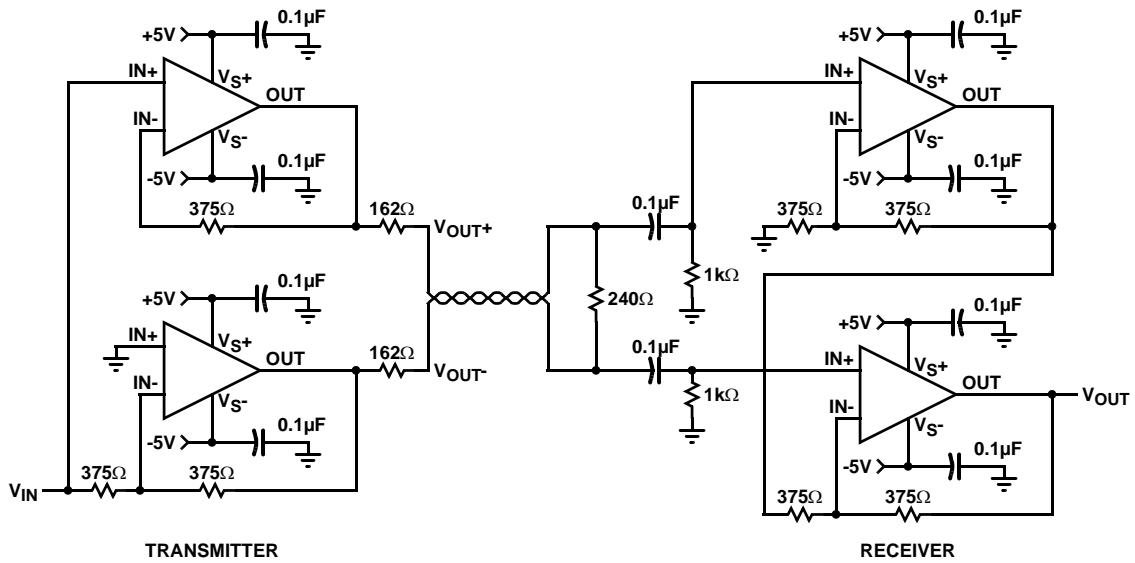 0.1µF
+5V
IN+
VS+
OUT
IN-
VS-
0.1µF
-5V
375Ω
162Ω
VOUT+
0.1µF
+5V
IN+
VS+
OUT
162Ω
VOUT-
IN-
VS-
0.1µF
-5V
375Ω
375Ω
VIN
TRANSMITTER
0.1µF
1kΩ
240Ω
0.1µF
1kΩ
0.1µF
+5V
IN+
VS+
OUT
IN-
VS-
0.1µF
-5V
375Ω
375Ω
0.1µF
+5V
IN+
VS+
OUT
VOUT
IN-
VS-
0.1µF
-5V
375Ω
375Ω
RECEIVER